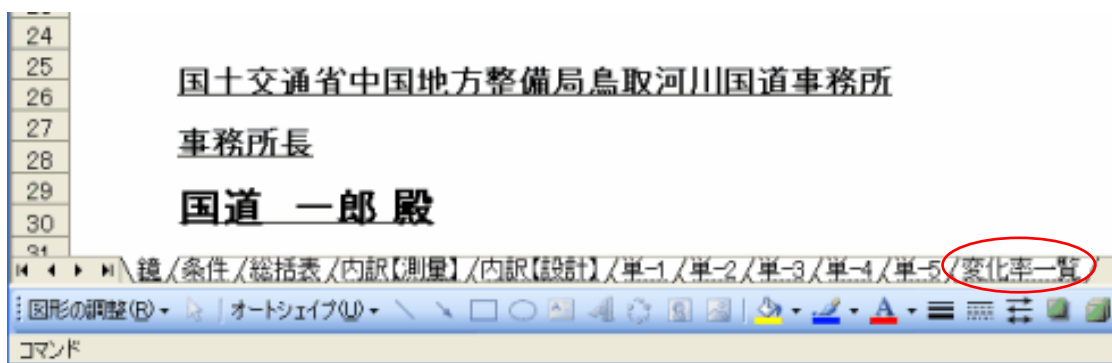 24
25
国土交通省中国地方整備局鳥取河川国道事務所
26
27
事務所長
28
29
国道 一郎 殿
30
31
鏡/条件/総括表/内訳【測量】/内訳【設計】/単-1/単-2/単-3/単-4/単-5/変化率一覧/
図形の調整(R) オートシェイプ(U) A
コマンド